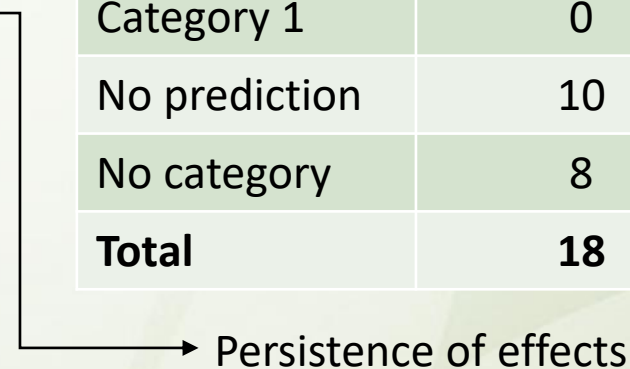 Category 1 0
No prediction 10
No category 8
Total 18
Persistence of effects